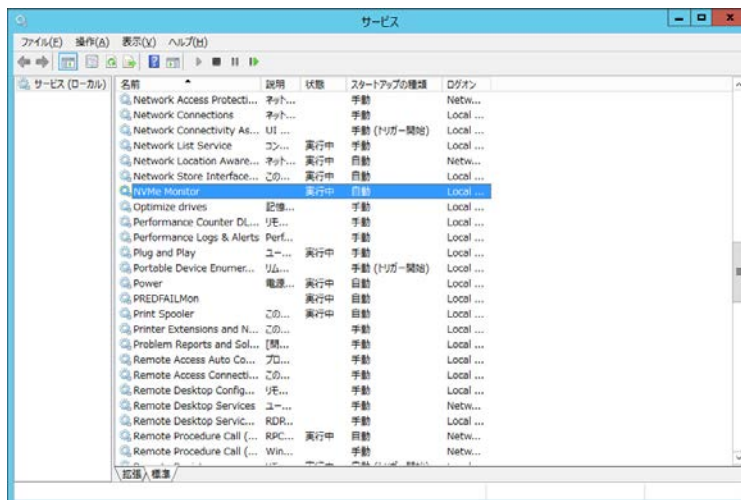 サービス
ファイル(F) 操作(A) 表示(V) ヘルプ(H)
サービス (ローカル)
名前 説明 状態 スタートアップの種類 ログオン
Network Access Protecti... ネット... 手動 Netw...
Network Connections ネット... 手動 Local ...
Network Connectivity As... UI ... 手動 (トリガー開始) Local ...
Network List Service コン... 実行中 手動 Local ...
Network Location Aware... ネット... 実行中 自動 Netw...
Network Store Interface... この... 実行中 自動 Local ...
NVMe Monitor 実行中 自動 Local ...
Optimize drives 記憶... 手動 Local ...
Performance Counter DL... リモ... 手動 Local ...
Performance Logs & Alerts Perf... 手動 Local ...
Plug and Play ユー... 実行中 手動 Local ...
Portable Device Enumer... リム... 手動 (トリガー開始) Local ...
Power 電源... 実行中 自動 Local ...
PREDFAILMon 実行中 自動 Local ...
Print Spooler この... 実行中 自動 Local ...
Printer Extensions and N... この... 手動 Local ...
Problem Reports and Sol... [問... 手動 Local ...
Remote Access Auto Co... プロ... 手動 Local ...
Remote Access Connecti... この... 手動 Local ...
Remote Desktop Config... リモ... 手動 Local ...
Remote Desktop Services ユー... 手動 Netw...
Remote Desktop Servic... RDP... 手動 Local ...
Remote Procedure Call (... RPC... 実行中 自動 Netw...
Remote Procedure Call (... Win... 手動 Netw...
拡張 標準